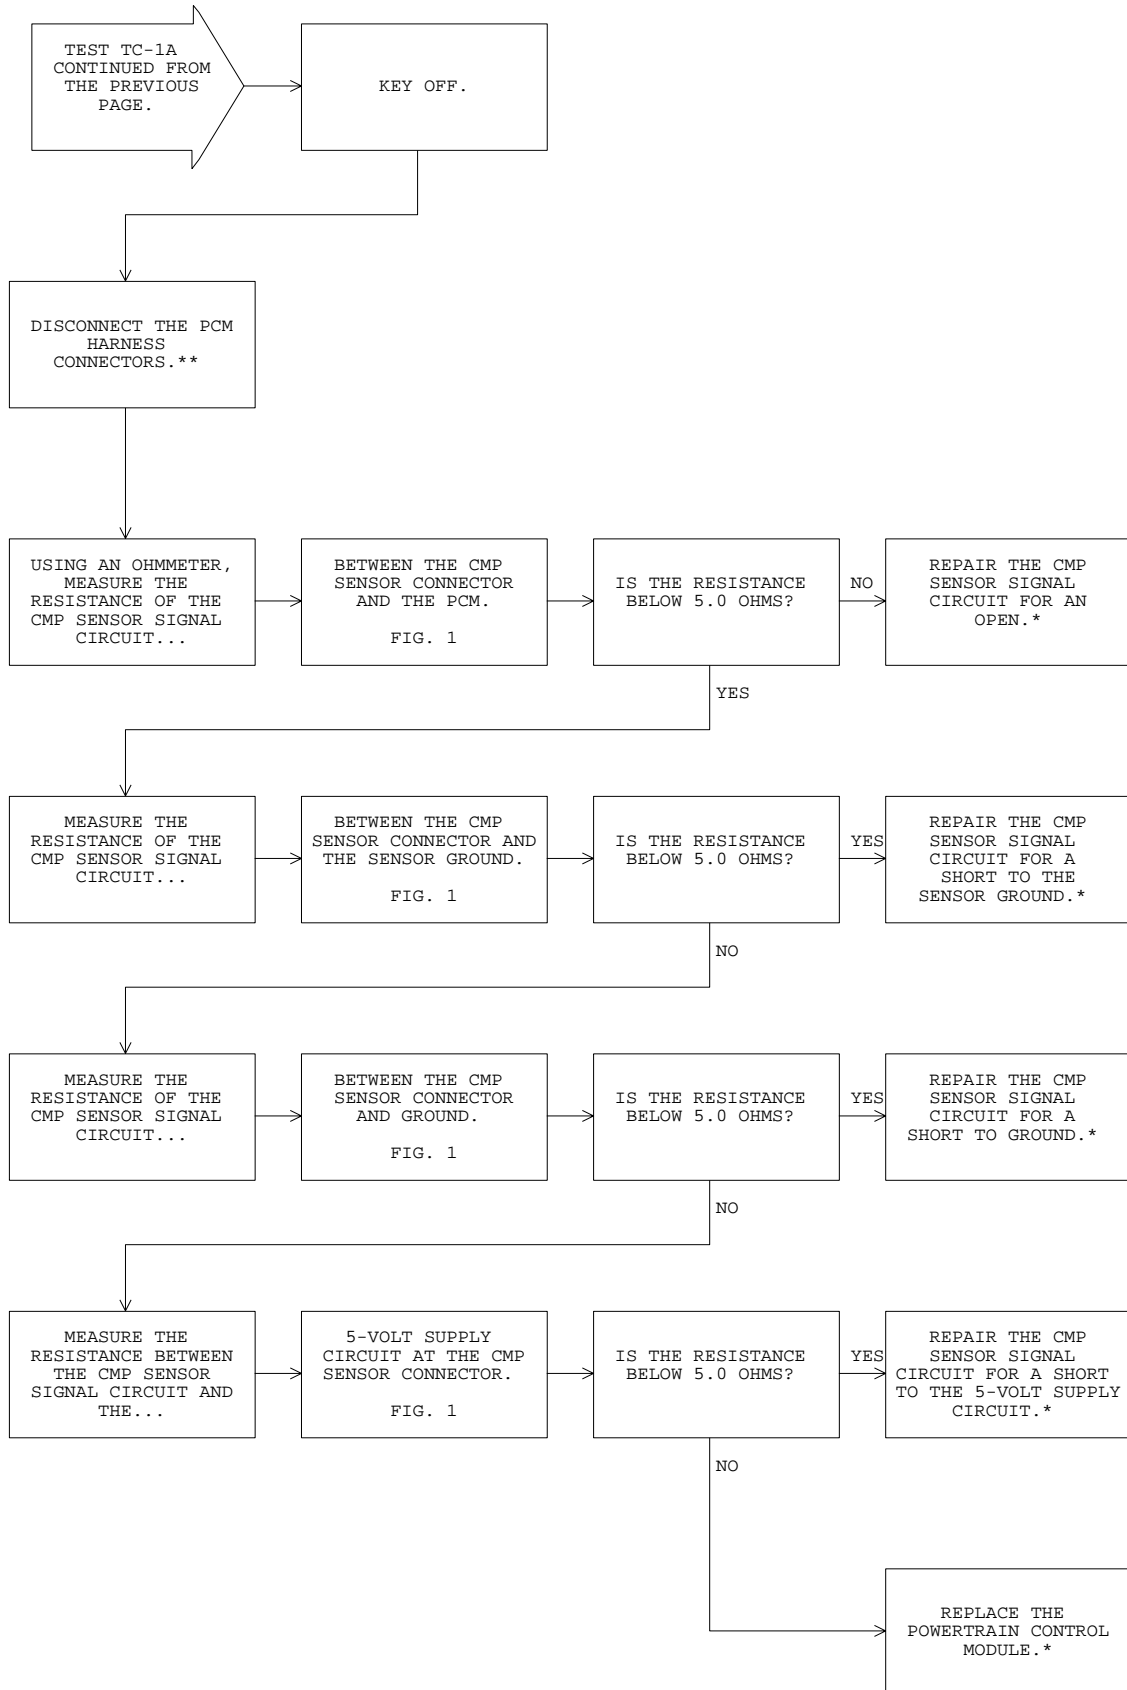 TEST TC-1A
CONTINUED FROM
THE PREVIOUS
PAGE.
KEY OFF.
DISCONNECT THE PCM
HARNESS
CONNECTORS.**
USING AN OHMMETER,
MEASURE THE
RESISTANCE OF THE
CMP SENSOR SIGNAL
CIRCUIT...
BETWEEN THE CMP
SENSOR CONNECTOR
AND THE PCM.
FIG. 1
IS THE RESISTANCE
BELOW 5.0 OHMS?
NO
REPAIR THE CMP
SENSOR SIGNAL
CIRCUIT FOR AN
OPEN.*
YES
MEASURE THE
RESISTANCE OF THE
CMP SENSOR SIGNAL
CIRCUIT...
BETWEEN THE CMP
SENSOR CONNECTOR AND
THE SENSOR GROUND.
FIG. 1
IS THE RESISTANCE
BELOW 5.0 OHMS?
YES
REPAIR THE CMP
SENSOR SIGNAL
CIRCUIT FOR A
SHORT TO THE
SENSOR GROUND.*
NO
MEASURE THE
RESISTANCE OF THE
CMP SENSOR SIGNAL
CIRCUIT...
BETWEEN THE CMP
SENSOR CONNECTOR
AND GROUND.
FIG. 1
IS THE RESISTANCE
BELOW 5.0 OHMS?
YES
REPAIR THE CMP
SENSOR SIGNAL
CIRCUIT FOR A
SHORT TO GROUND.*
NO
MEASURE THE
RESISTANCE BETWEEN
THE CMP SENSOR
SIGNAL CIRCUIT AND
THE...
5-VOLT SUPPLY
CIRCUIT AT THE CMP
SENSOR CONNECTOR.
FIG. 1
IS THE RESISTANCE
BELOW 5.0 OHMS?
YES
REPAIR THE CMP
SENSOR SIGNAL
CIRCUIT FOR A SHORT
TO THE 5-VOLT SUPPLY
CIRCUIT.*
NO
REPLACE THE
POWERTRAIN CONTROL
MODULE.*